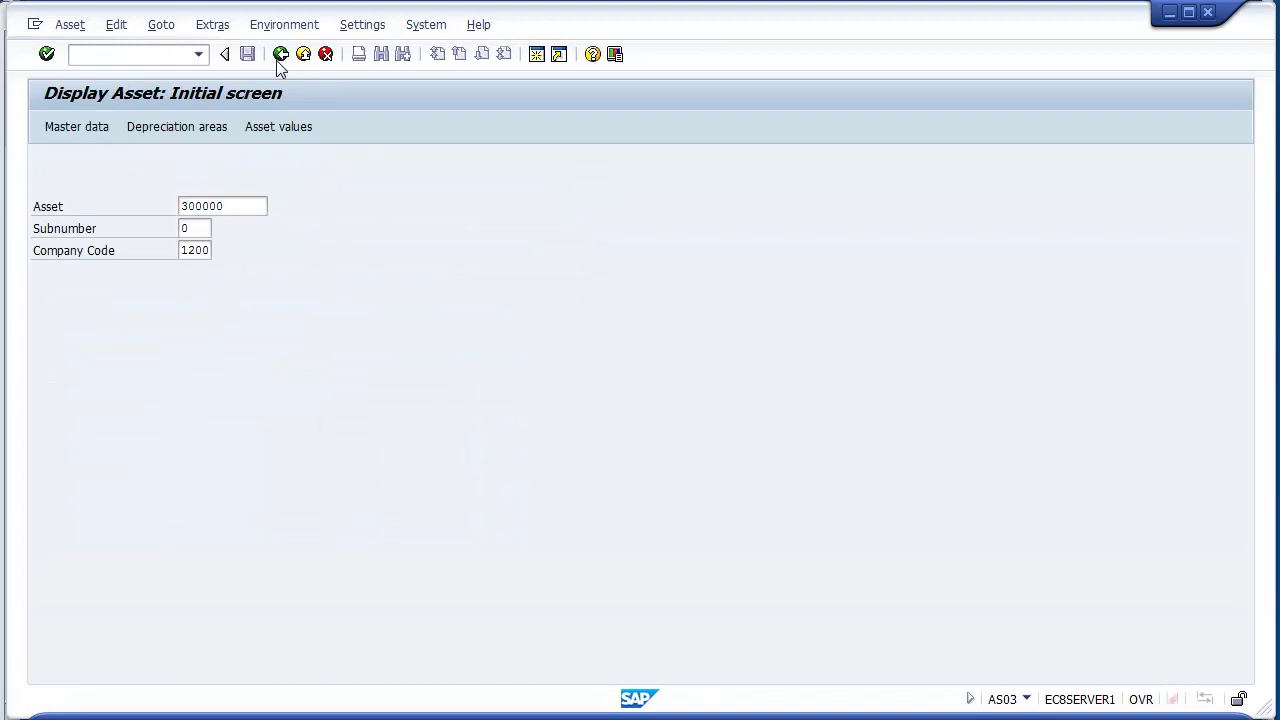 Asset Edit Goto Extras Environment Settings System Help
Display Asset: Initial screen
Master data Depreciation areas Asset values
Asset 300000
Subnumber 0
Company Code 1200
SAP AS03 EC8SERVER1 OVR